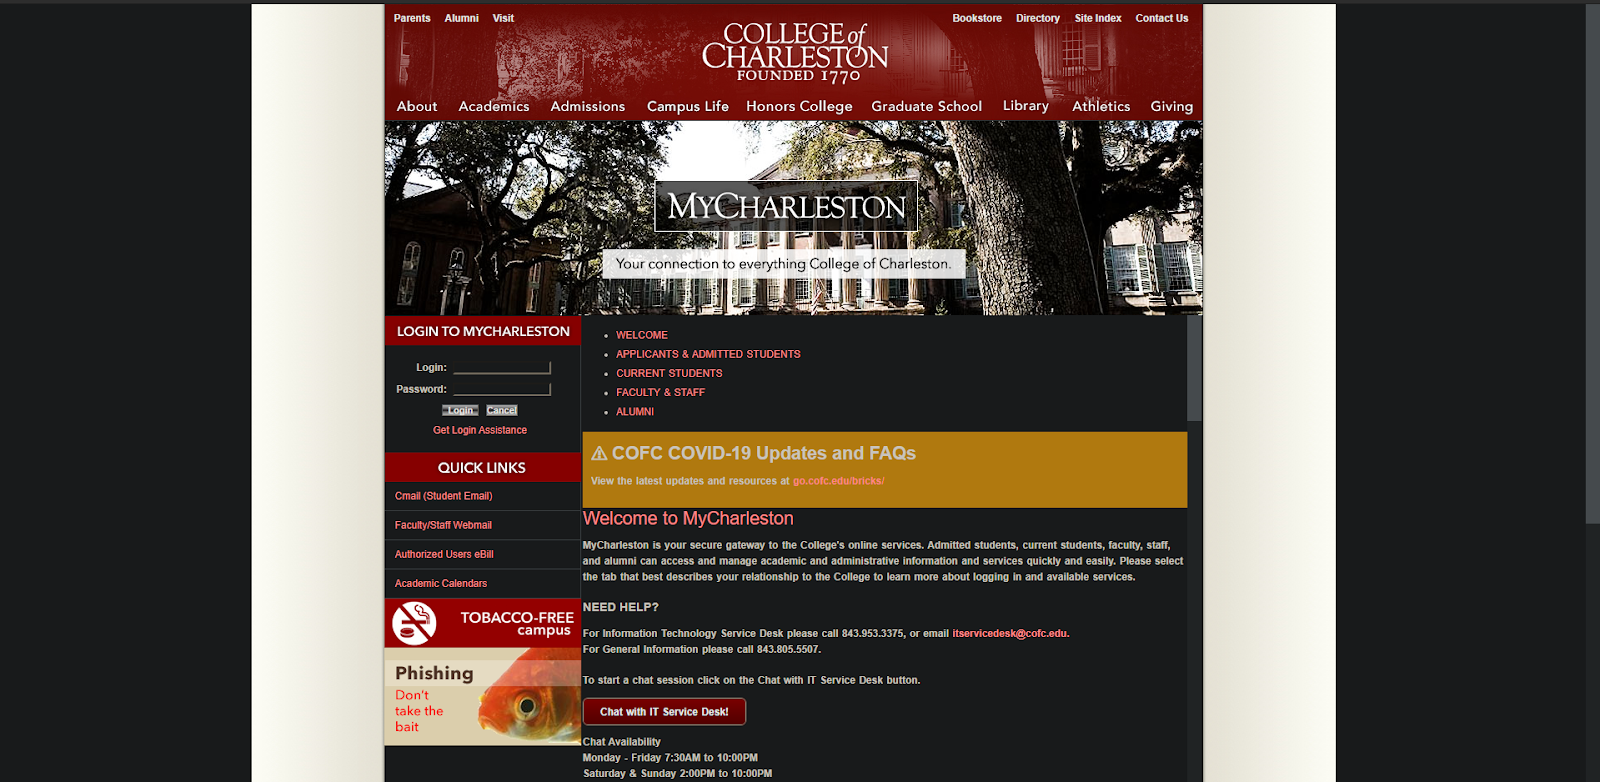 Parents Alumni Visit
Bookstore Directory Site Index Contact Us
COLLEGE of
CHARLESTON
FOUNDED 1770
About Academics Admissions Campus Life Honors College Graduate School Library Athletics Giving
MYCHARLESTON
Your connection to everything College of Charleston.
LOGIN TO MYCHARLESTON
Login:
Password:
Login Cancel
Get Login Assistance
QUICK LINKS
Cmail (Student Email)
Faculty/Staff Webmail
Authorized Users eBill
Academic Calendars
TOBACCO-FREE
campus
Phishing
Don't
take the
bait
WELCOME
APPLICANTS & ADMITTED STUDENTS
CURRENT STUDENTS
FACULTY & STAFF
ALUMNI
COFC COVID-19 Updates and FAQs
View the latest updates and resources at go.cofc.edu/bricks/
Welcome to MyCharleston
MyCharleston is your secure gateway to the College's online services. Admitted students, current students, faculty, staff,
and alumni can access and manage academic and administrative information and services quickly and easily. Please select
the tab that best describes your relationship to the College to learn more about logging in and available services.
NEED HELP?
For Information Technology Service Desk please call 843.953.3375, or email itservicedesk@cofc.edu.
For General Information please call 843.805.5507.
To start a chat session click on the Chat with IT Service Desk button.
Chat with IT Service Desk!
Chat Availability
Monday - Friday 7:30AM to 10:00PM
Saturday & Sunday 2:00PM to 10:00PM